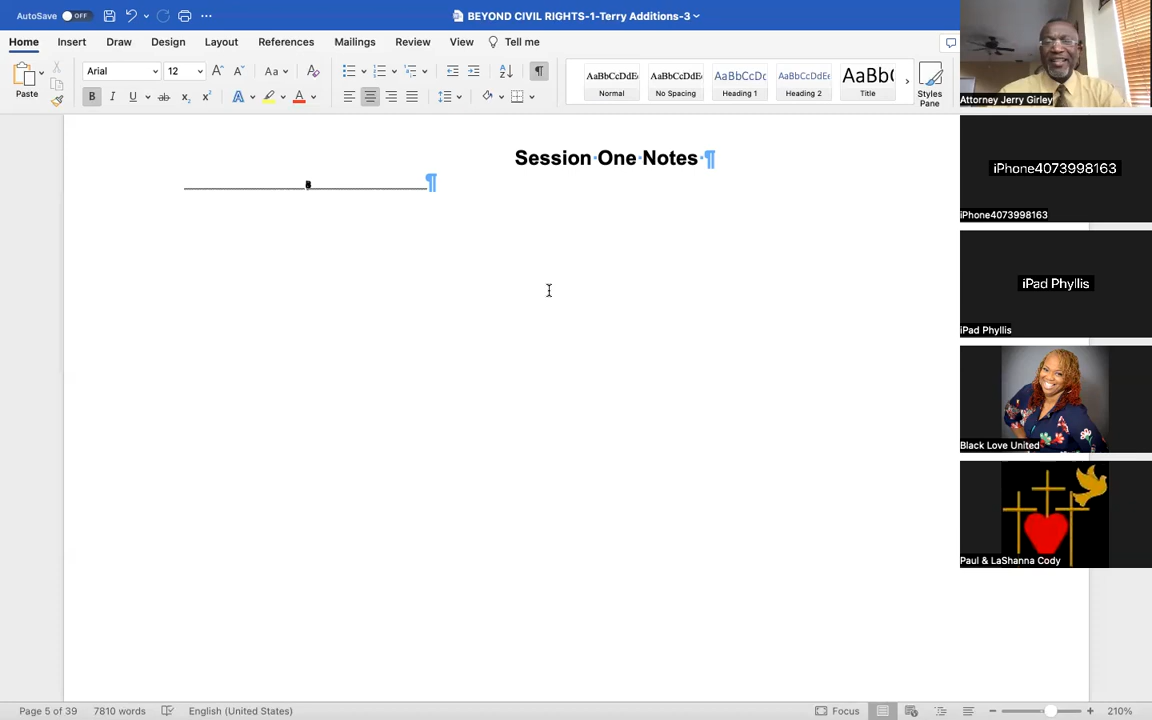 AutoSave OFF
BEYOND CIVIL RIGHTS-1-Terry Additions-3
Home Insert Draw Design Layout References Mailings Review View Tell me
Paste
Arial 12
AaBbCcDdEe AaBbCcDdEe AaBbCcDc AaBbCcDdEe AaBb(
Normal No Spacing Heading 1 Heading 2 Title
Styles
Pane
Attorney Jerry Girley
Session One Notes
iPhone4073998163
iPhone4073998163
iPad Phyllis
iPad Phyllis
Black Love United
Paul & LaShanna Cody
Page 5 of 39 7810 words English (United States) Focus 210%